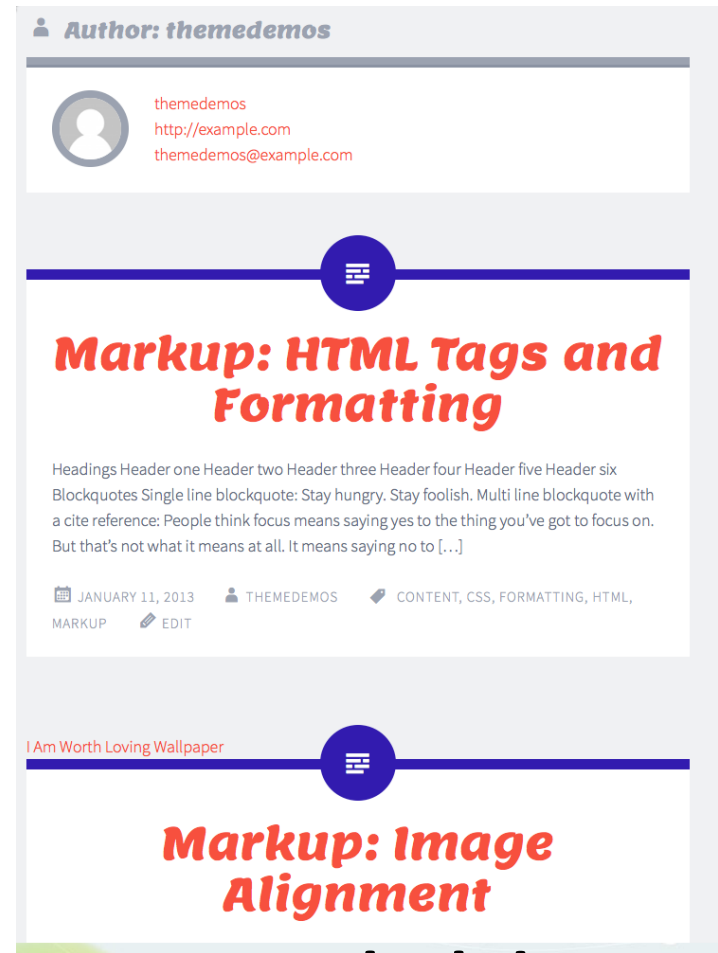 Author: themedemos
themedemos
http://example.com
themedemos@example.com
Markup: HTML Tags and
Formatting
Headings Header one Header two Header three Header four Header five Header six
Blockquotes Single line blockquote: Stay hungry. Stay foolish. Multi line blockquote with
a cite reference: People think focus means saying yes to the thing you’ve got to focus on.
But that’s not what it means at all. It means saying no to […]
JANUARY 11, 2013 THEMEDEMOS CONTENT, CSS, FORMATTING, HTML,
MARKUP EDIT
I Am Worth Loving Wallpaper
Markup: Image
Alignment